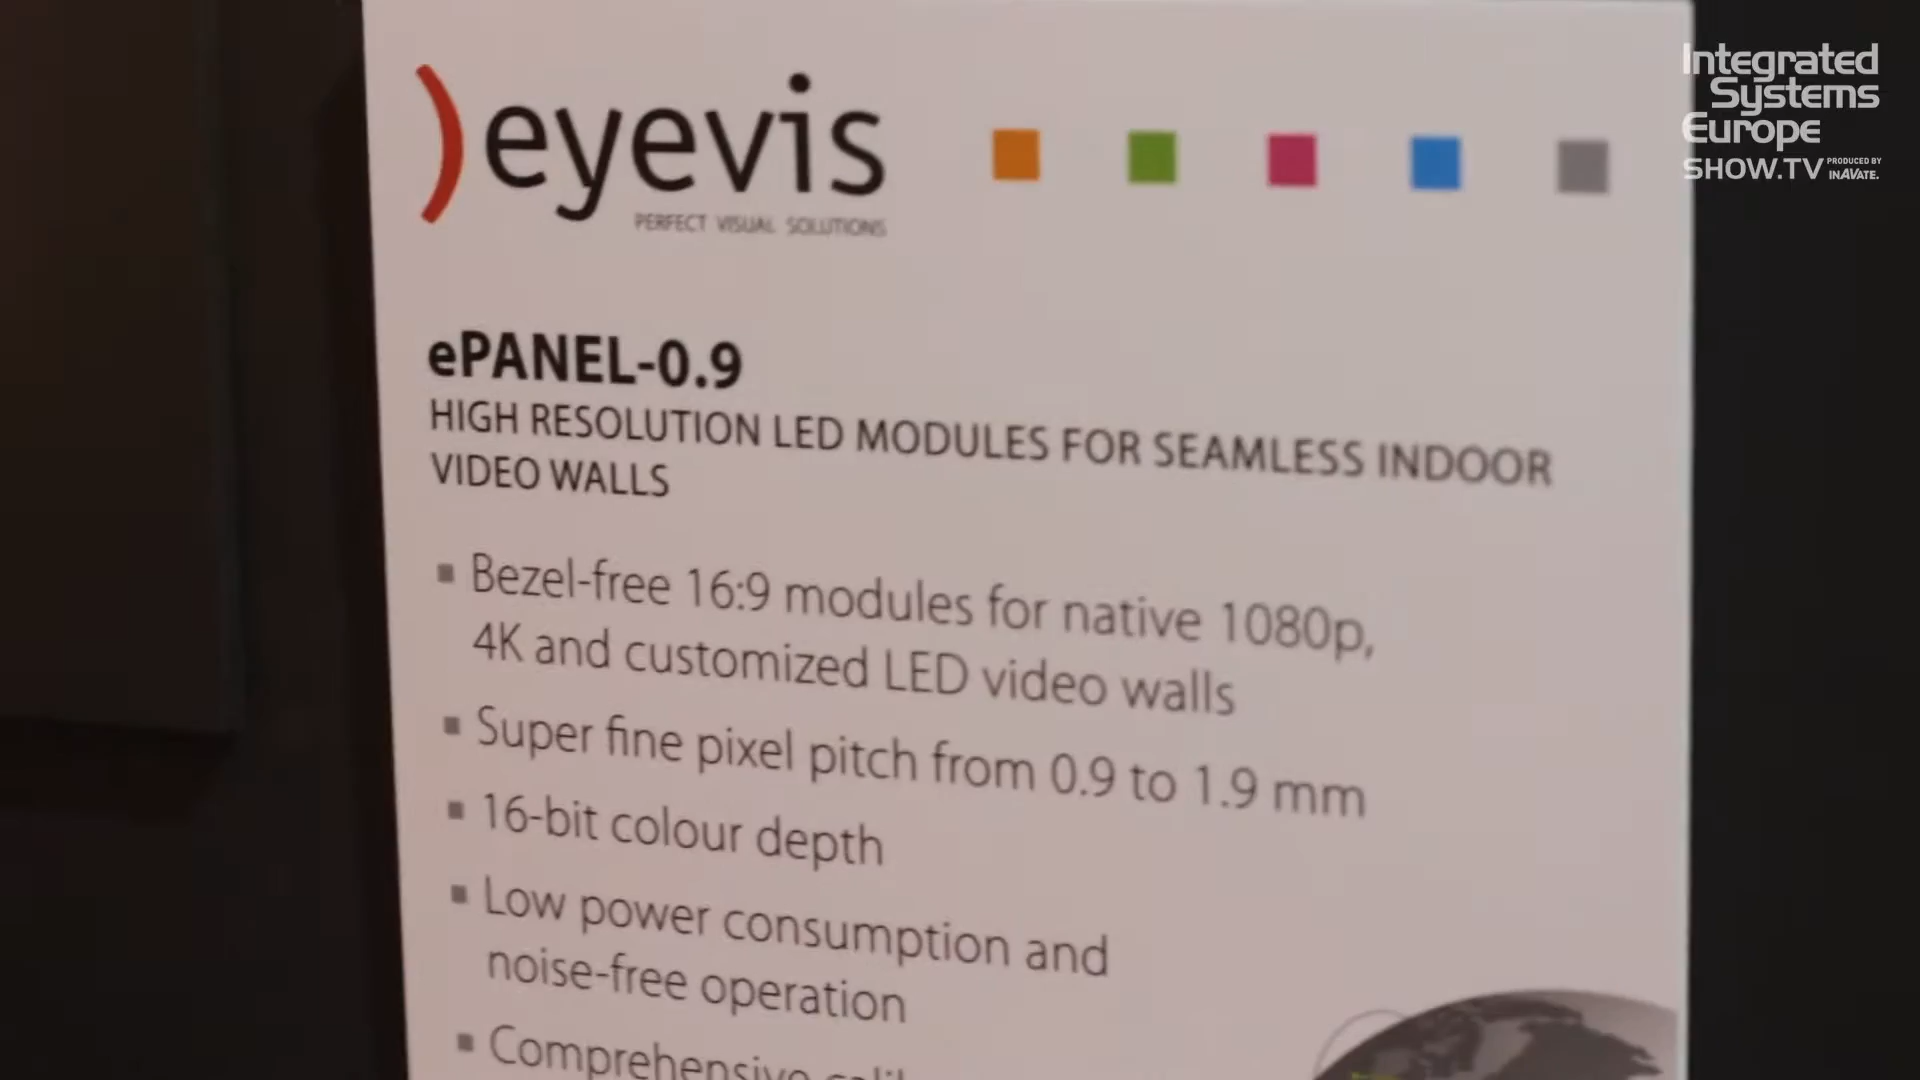 eyevis
PERFECT VISUAL SOLUTIONS
Integrated
Systems
Europe
SHOW.TV PRODUCED BY
INAVATE.
ePANEL-0.9
HIGH RESOLUTION LED MODULES FOR SEAMLESS INDOOR
VIDEO WALLS
▪ Bezel-free 16:9 modules for native 1080p,
4K and customized LED video walls
▪ Super fine pixel pitch from 0.9 to 1.9 mm
▪ 16-bit colour depth
▪ Low power consumption and
noise-free operation
▪ Comprehensive